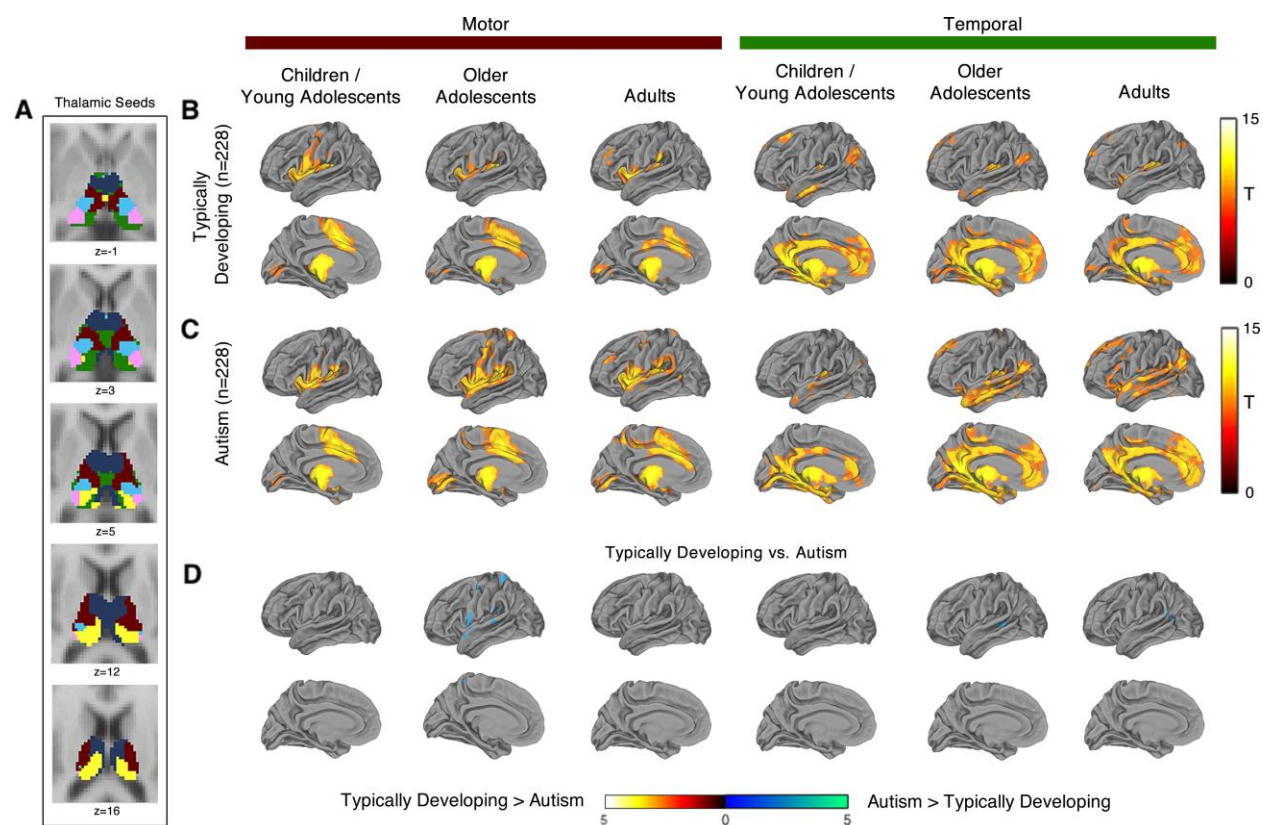 Motor
Temporal
Children /
Young Adolescents
Older
Adolescents
Adults
Children /
Young Adolescents
Older
Adolescents
Adults
A
Thalamic Seeds
z=-1
z=3
z=5
z=12
z=16
B
Typically
Developing (n=228)
15
T
0
C
Autism (n=228)
15
T
0
D
Typically Developing vs. Autism
Typically Developing > Autism
5
0
5
Autism > Typically Developing